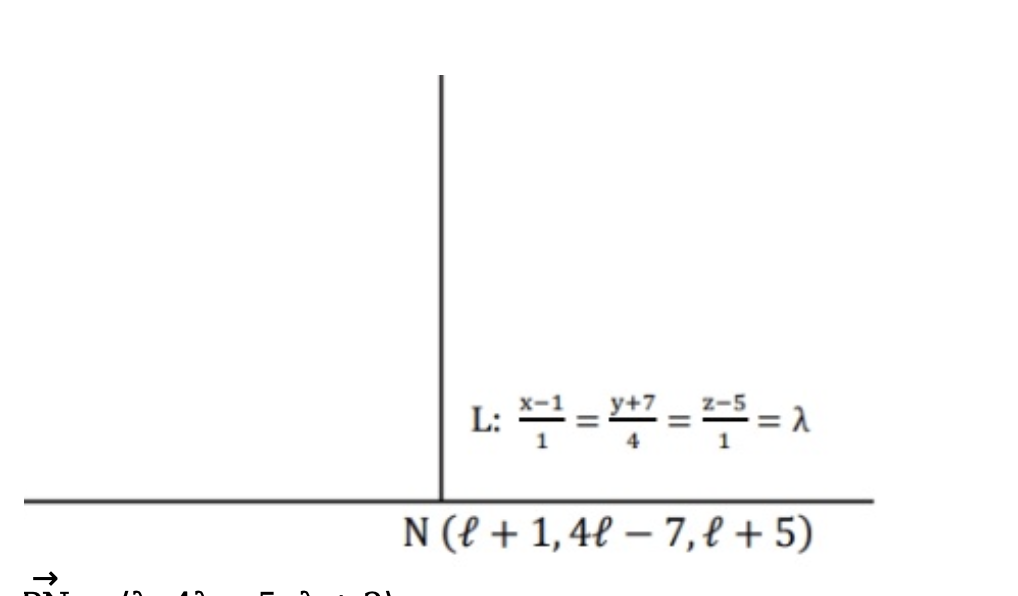 L: x−1/1 = y+7/4 = z−5/1 = λ
N (ℓ + 1, 4ℓ − 7, ℓ + 5)